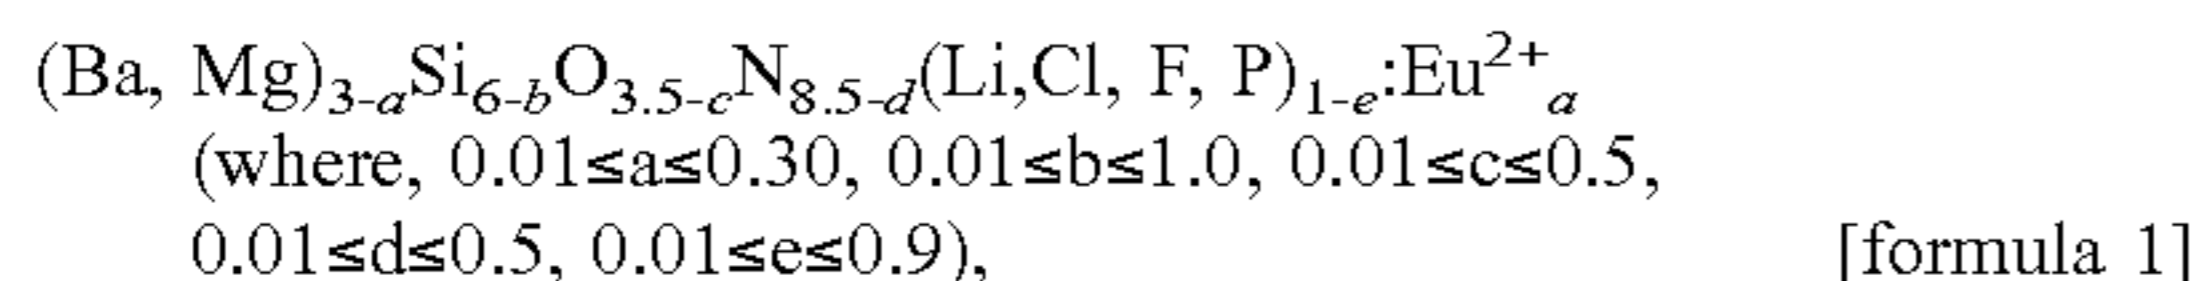 (Ba, Mg)3-aSi6-bO3.5-cN8.5-d(Li,Cl, F, P)1-e:Eu2+a
(where, 0.01≤a≤0.30, 0.01≤b≤1.0, 0.01≤c≤0.5,
0.01≤d≤0.5, 0.01≤e≤0.9), [formula 1]